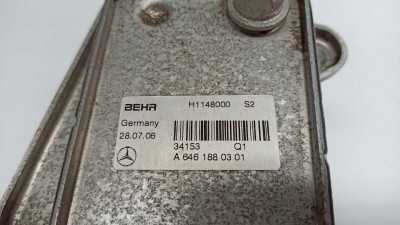 BEHR H1148000 S2
Germany
28.07.06 34153 Q1
A 646 188 03 01